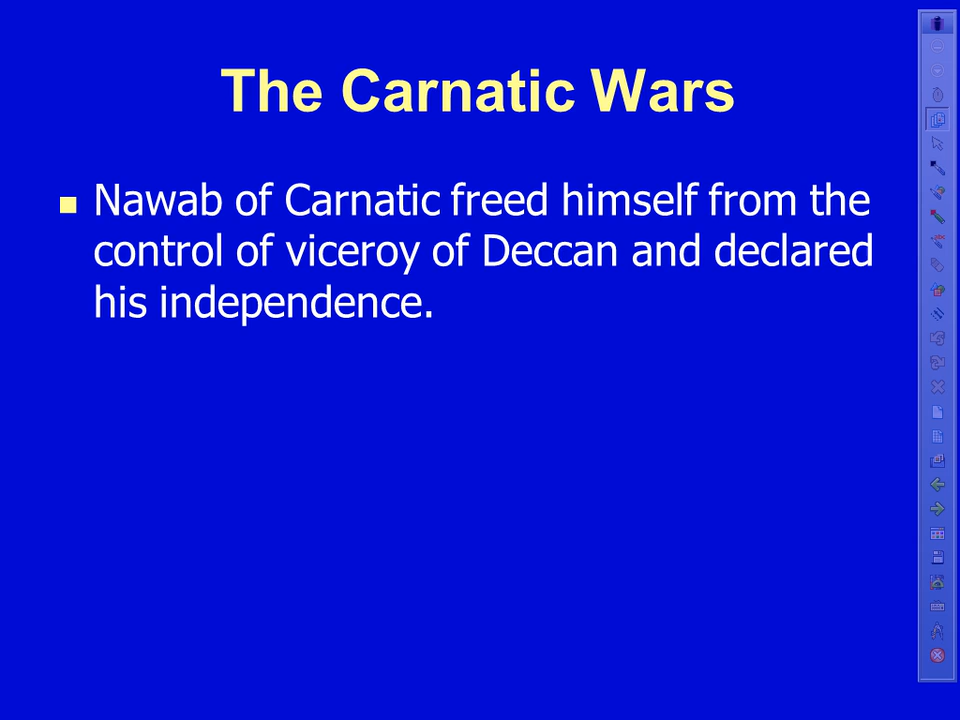 The Carnatic Wars
Nawab of Carnatic freed himself from the
control of viceroy of Deccan and declared
his independence.